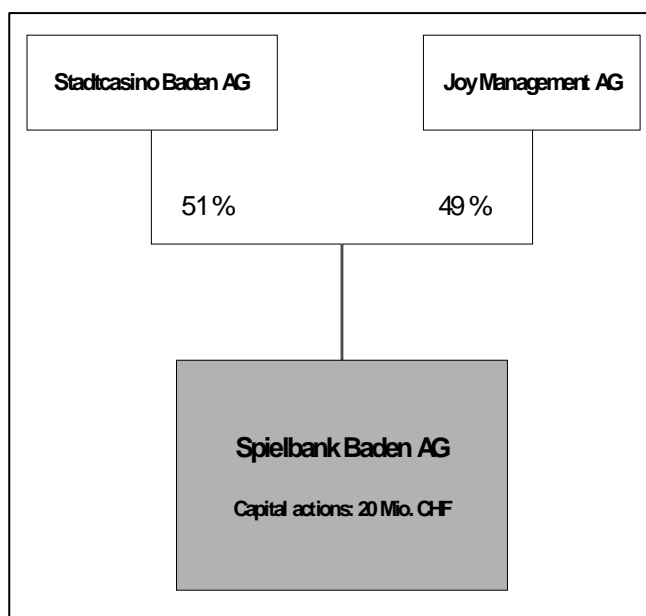 Stadtcasino Baden AG
Joy Management AG
51%
49%
Spielbank Baden AG
Capital actions: 20 Mio. CHF